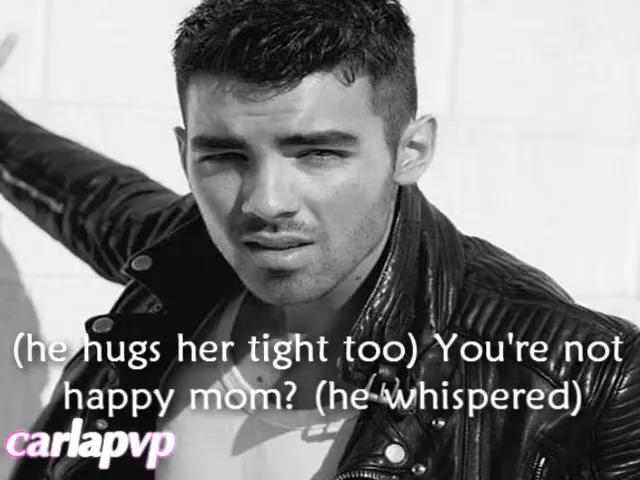 (he hugs her tight too) You're not
happy mom? (he whispered)
carlapvp